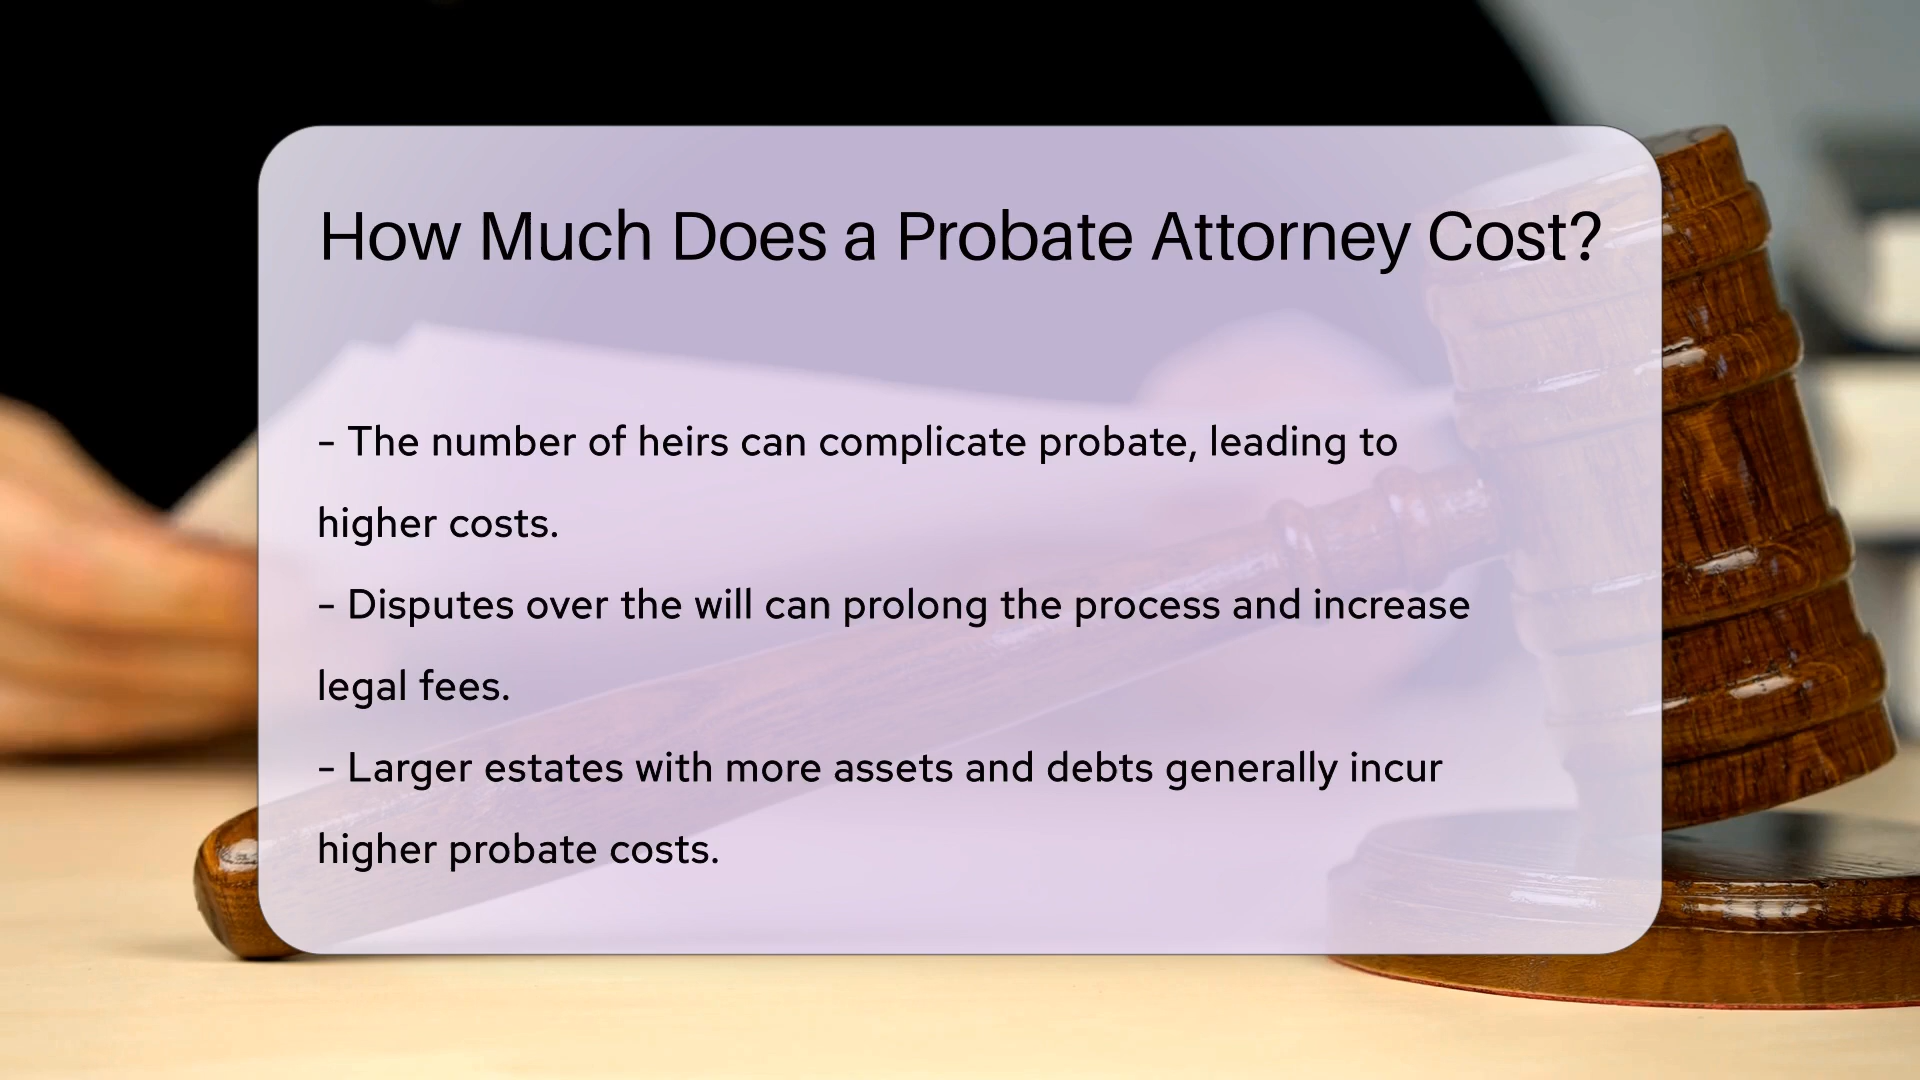 How Much Does a Probate Attorney Cost?
- The number of heirs can complicate probate, leading to
higher costs.
- Disputes over the will can prolong the process and increase
legal fees.
- Larger estates with more assets and debts generally incur
higher probate costs.